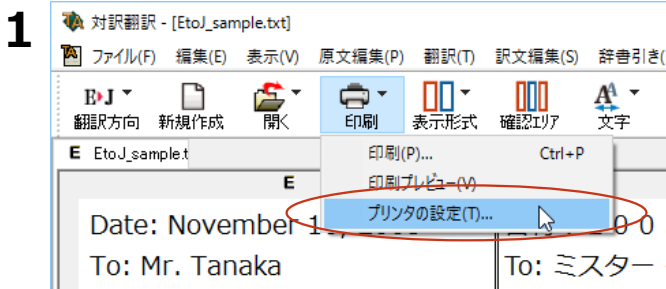 1
対訳翻訳 - [EtoJ_sample.txt]
ファイル(F) 編集(E) 表示(V) 原文編集(P) 翻訳(T) 訳文編集(S) 辞書引き(
E▸J
翻訳方向 新規作成 開く 印刷 表示形式 確認エリア 文字
E EtoJ_sample.t
印刷(P)... Ctrl+P
E
印刷プレビュー(V)
プリンタの設定(T)...
Date: November 1
To: Mr. Tanaka
To: ミスター